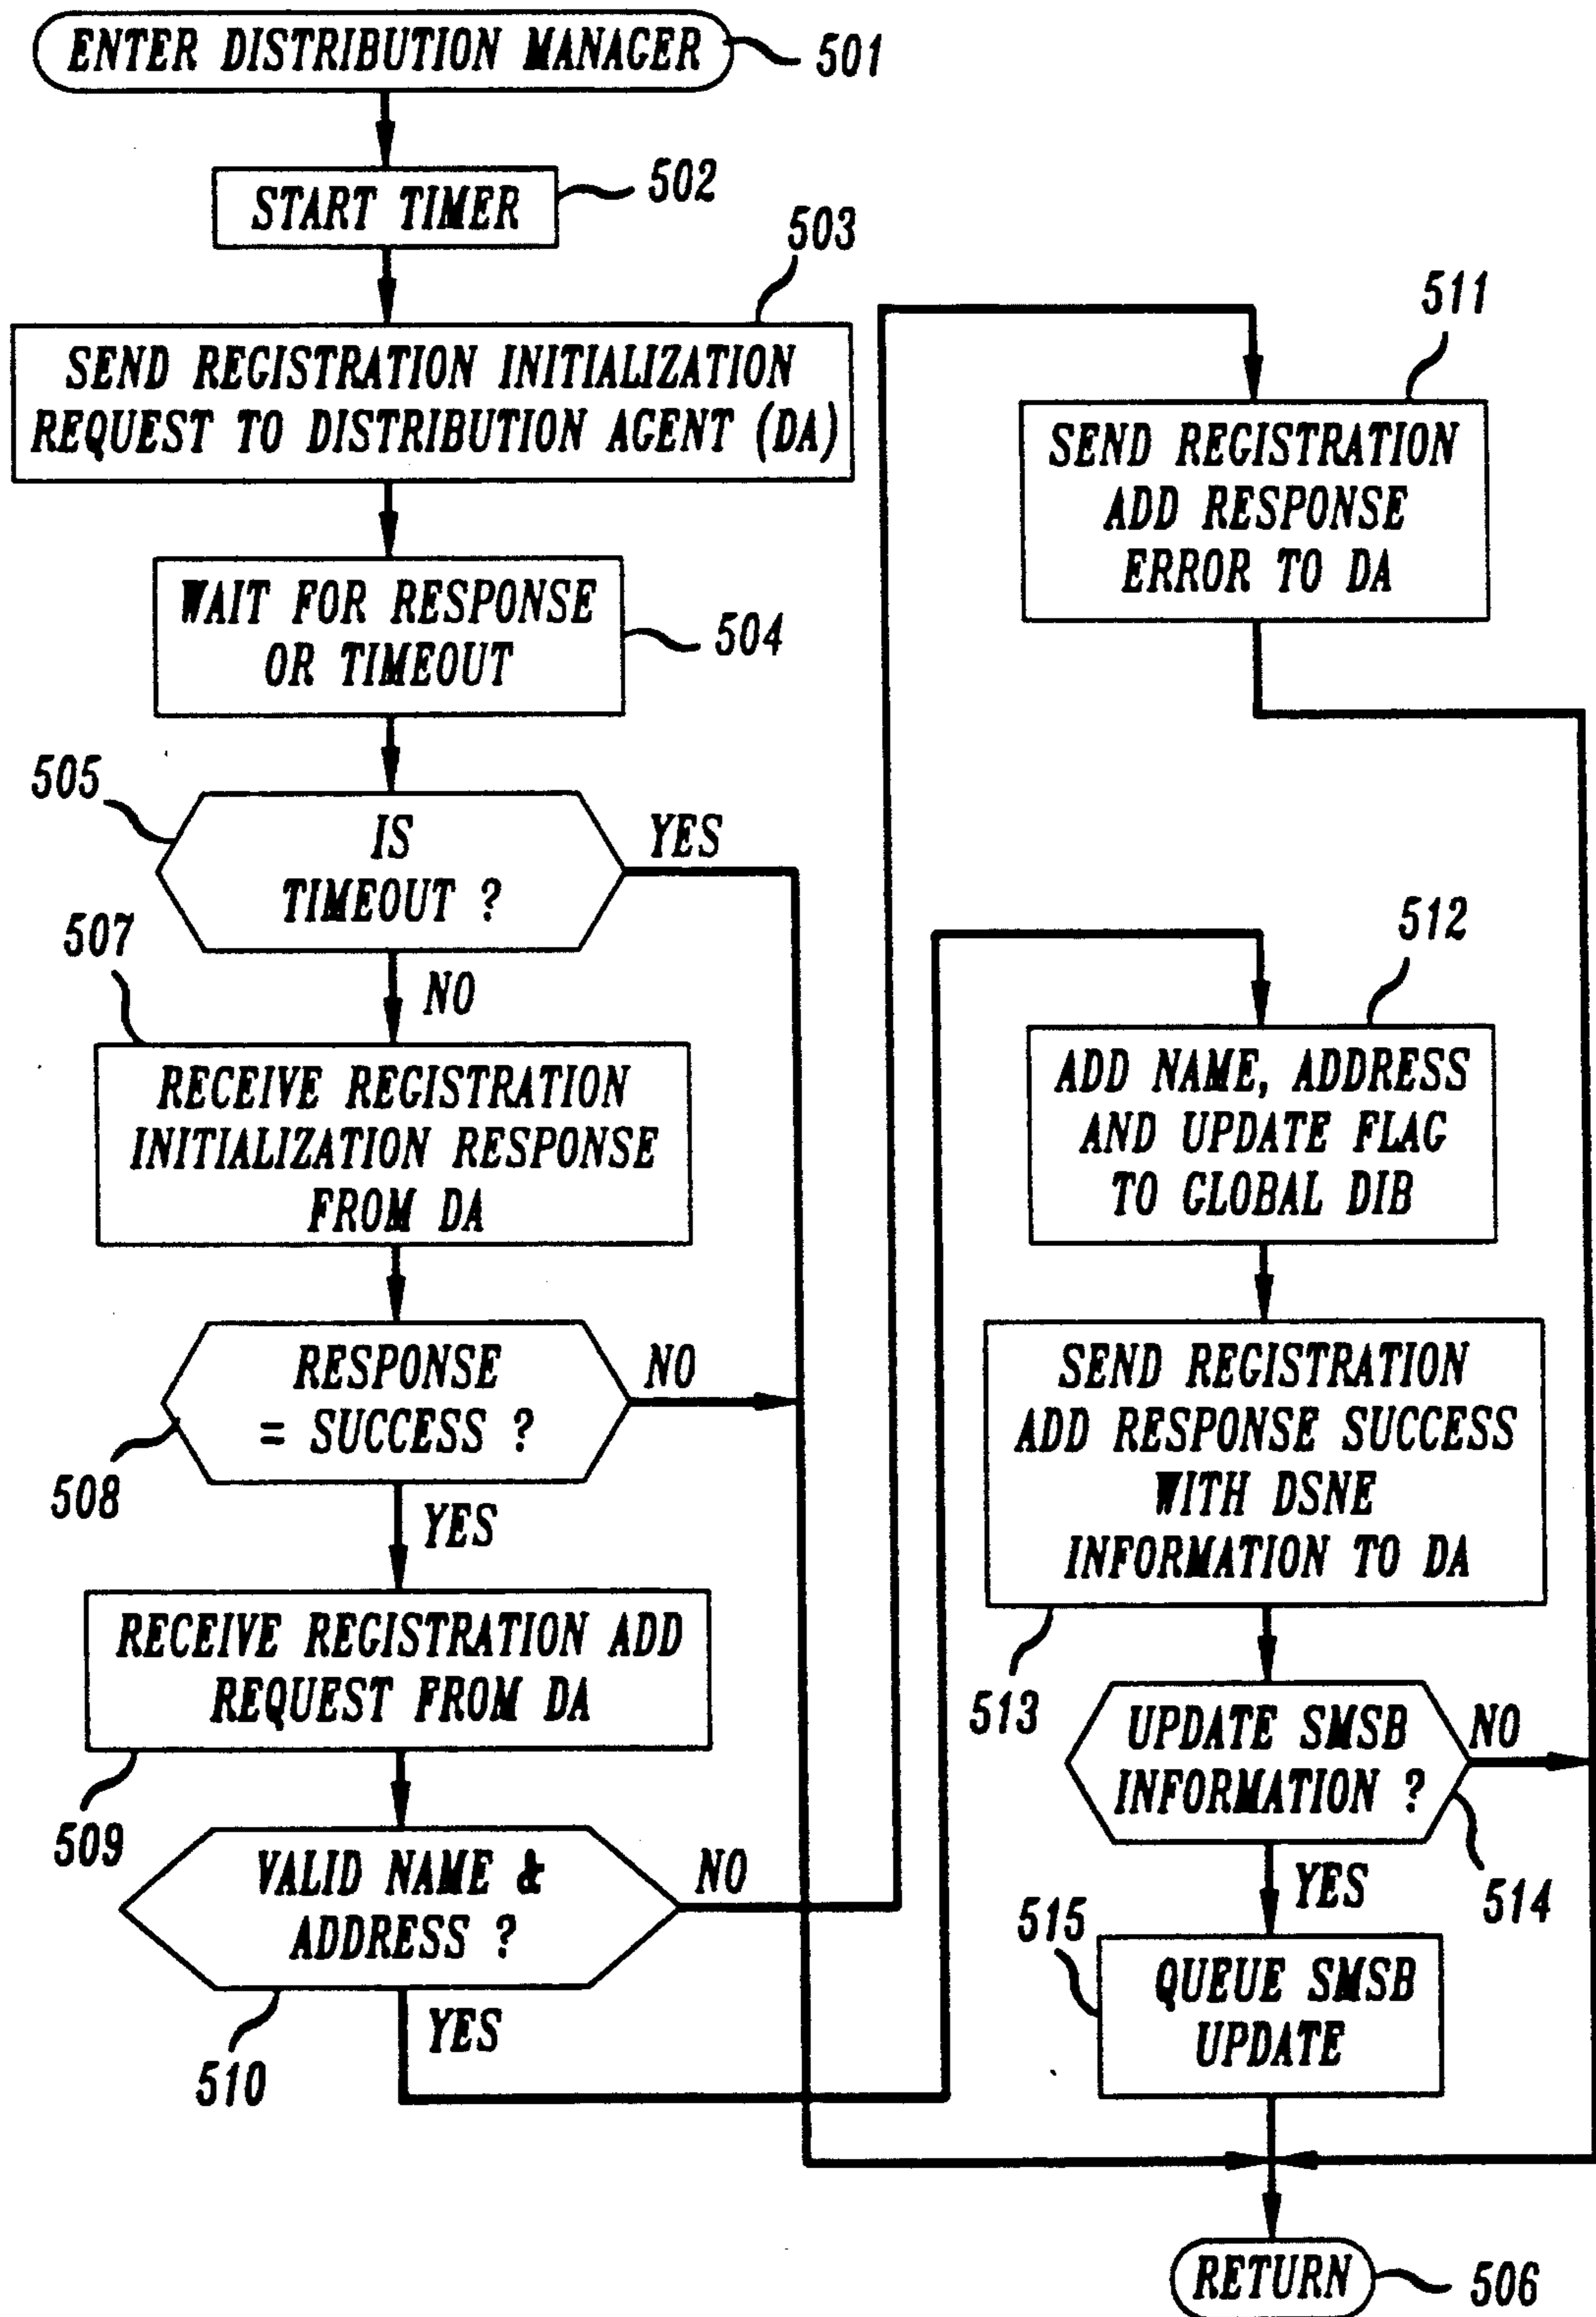 ENTER DISTRIBUTION MANAGER
501
START TIMER
502
503
SEND REGISTRATION INITIALIZATION
REQUEST TO DISTRIBUTION AGENT (DA)
WAIT FOR RESPONSE
OR TIMEOUT
504
505
IS
TIMEOUT ?
YES
NO
507
RECEIVE REGISTRATION
INITIALIZATION RESPONSE
FROM DA
RESPONSE
= SUCCESS ?
NO
508
YES
RECEIVE REGISTRATION ADD
REQUEST FROM DA
509
VALID NAME &
ADDRESS ?
NO
510
YES
511
SEND REGISTRATION
ADD RESPONSE
ERROR TO DA
512
ADD NAME, ADDRESS
AND UPDATE FLAG
TO GLOBAL DIB
SEND REGISTRATION
ADD RESPONSE SUCCESS
WITH DSNE
INFORMATION TO DA
513
UPDATE SMSB
INFORMATION ?
NO
514
YES
515
QUEUE SMSB
UPDATE
RETURN
506